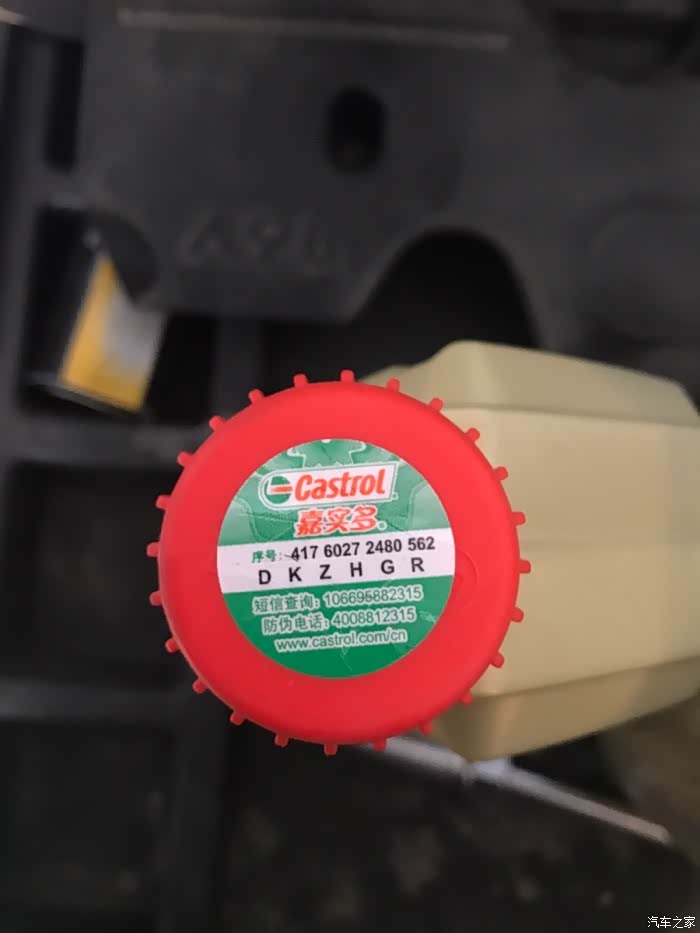 Castrol
嘉实多®
序号: 417 6027 2480 562
D K Z H G R
短信查询: 106695882315
防伪电话: 4008812315
www.castrol.com/cn
汽车之家